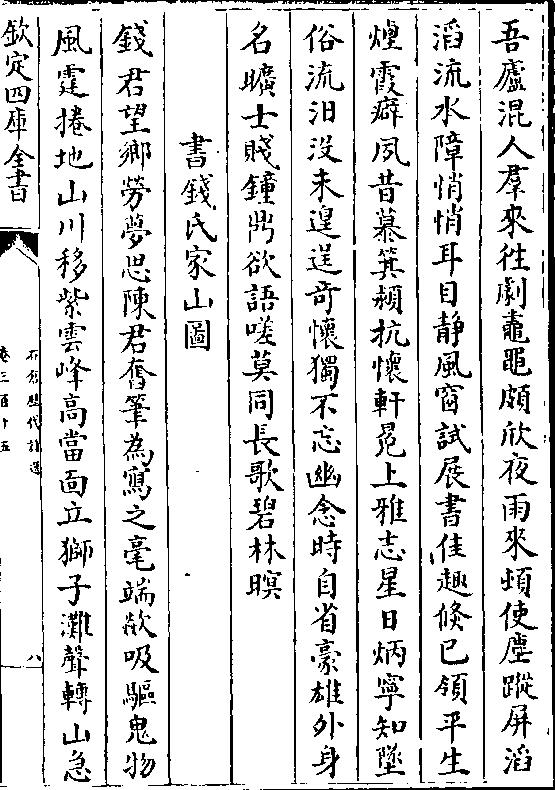 吾廬混人羣來往劇鼃黽頗欣夜雨來頓使塵蹤屏滔
滔流水障悄悄耳目静風窗試展書佳趣倐已領平生
煙霞癖夙昔慕箕潁抗懷軒冕上雅志星日炳寧知墜
俗流汨没未遑逞奇懷獨不忘幽念時自省豪雄外身
名曠士賤鐘鼎欲語嗟莫同長歌碧林暝
書錢氏家山圖
錢君望鄉勞夢思陳君奮筆為寫之毫端歘吸驅鬼物
風霆捲地山川移紫雲峰高當面立獅子灘聲轉山急
欽定四庫全書
石倉歴代詩選
卷三百十五
八